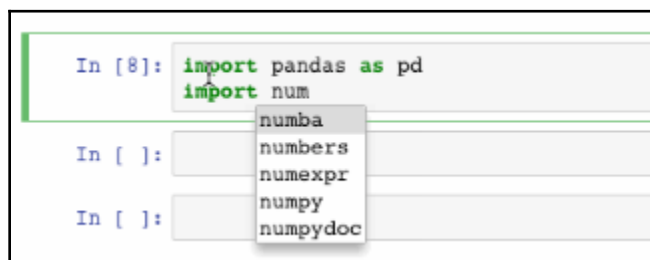 In [8]: import pandas as pd
import num
numba
In [ ]: numbers
numexpr
numpy
In [ ]:
numpydoc